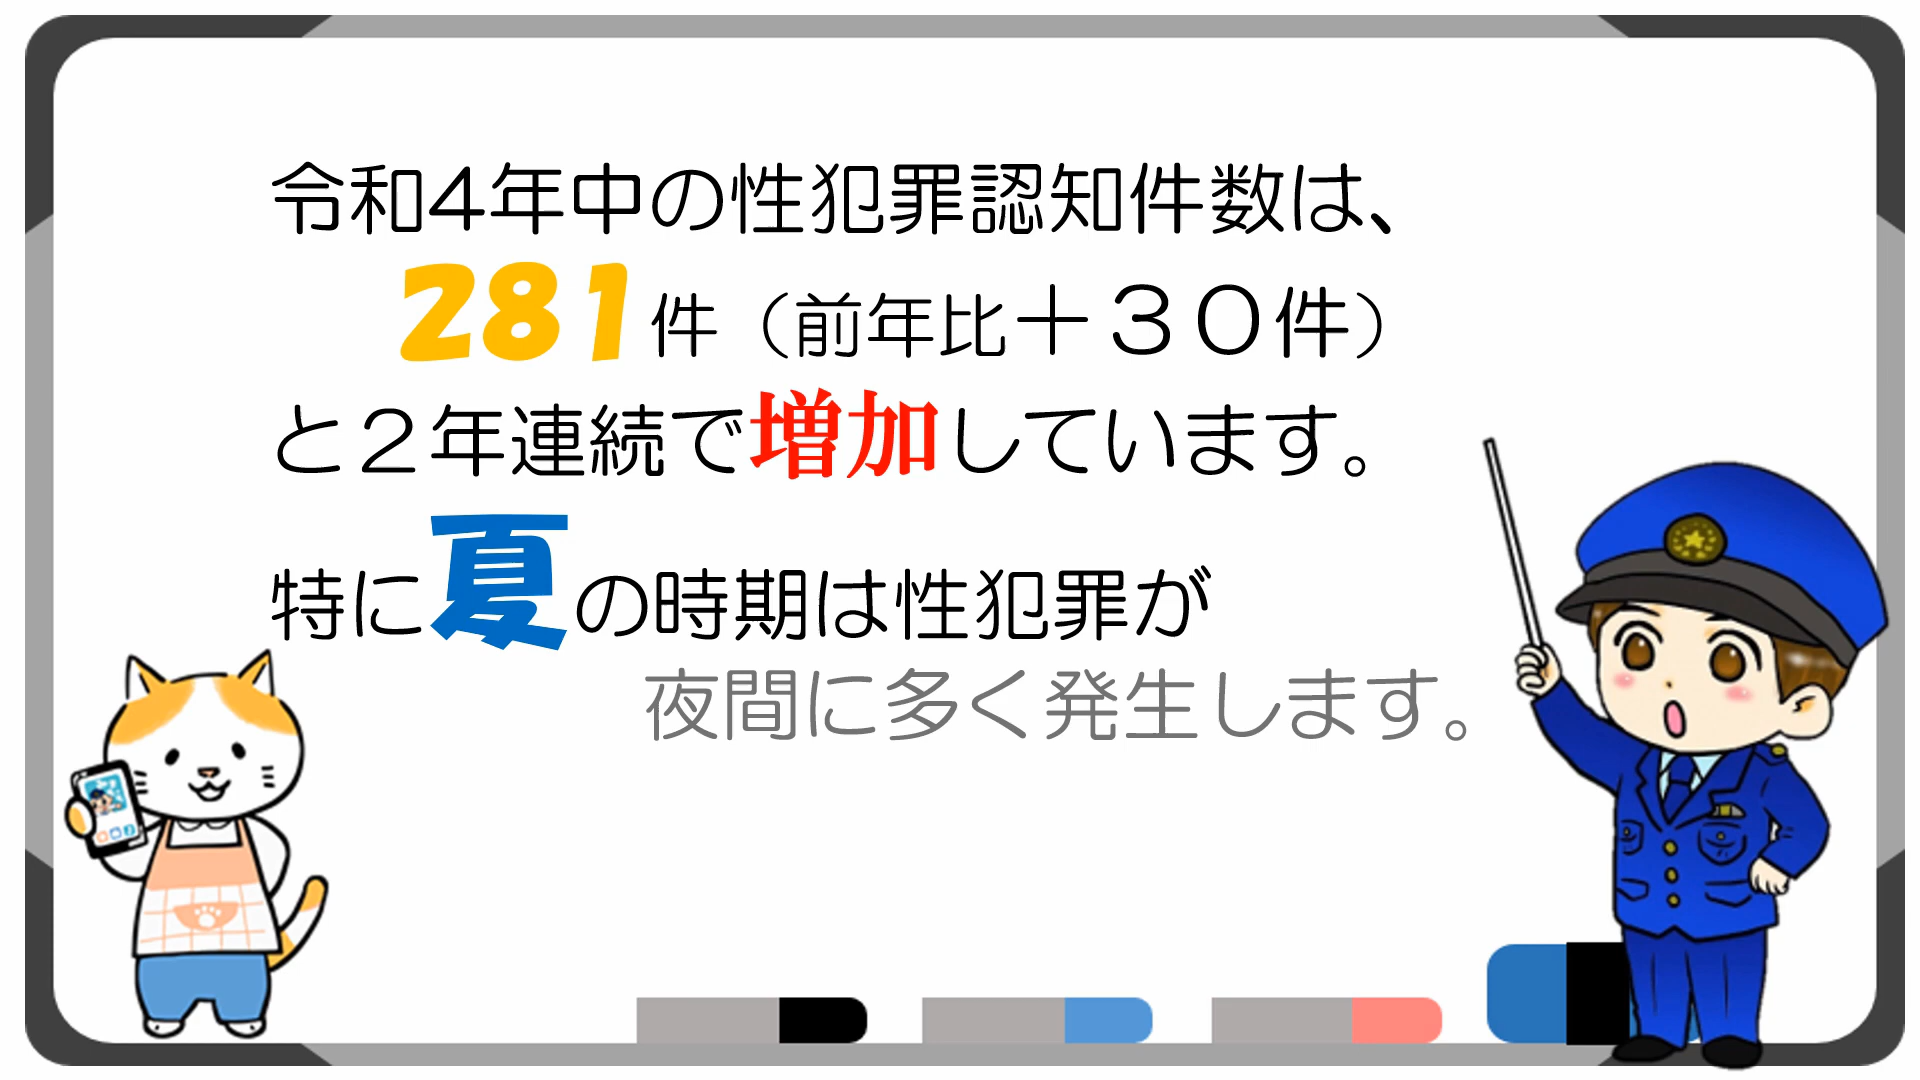 令和4年中の性犯罪認知件数は、
281件（前年比＋３０件）
と２年連続で増加しています。
特に夏の時期は性犯罪が
夜間に多く発生します。